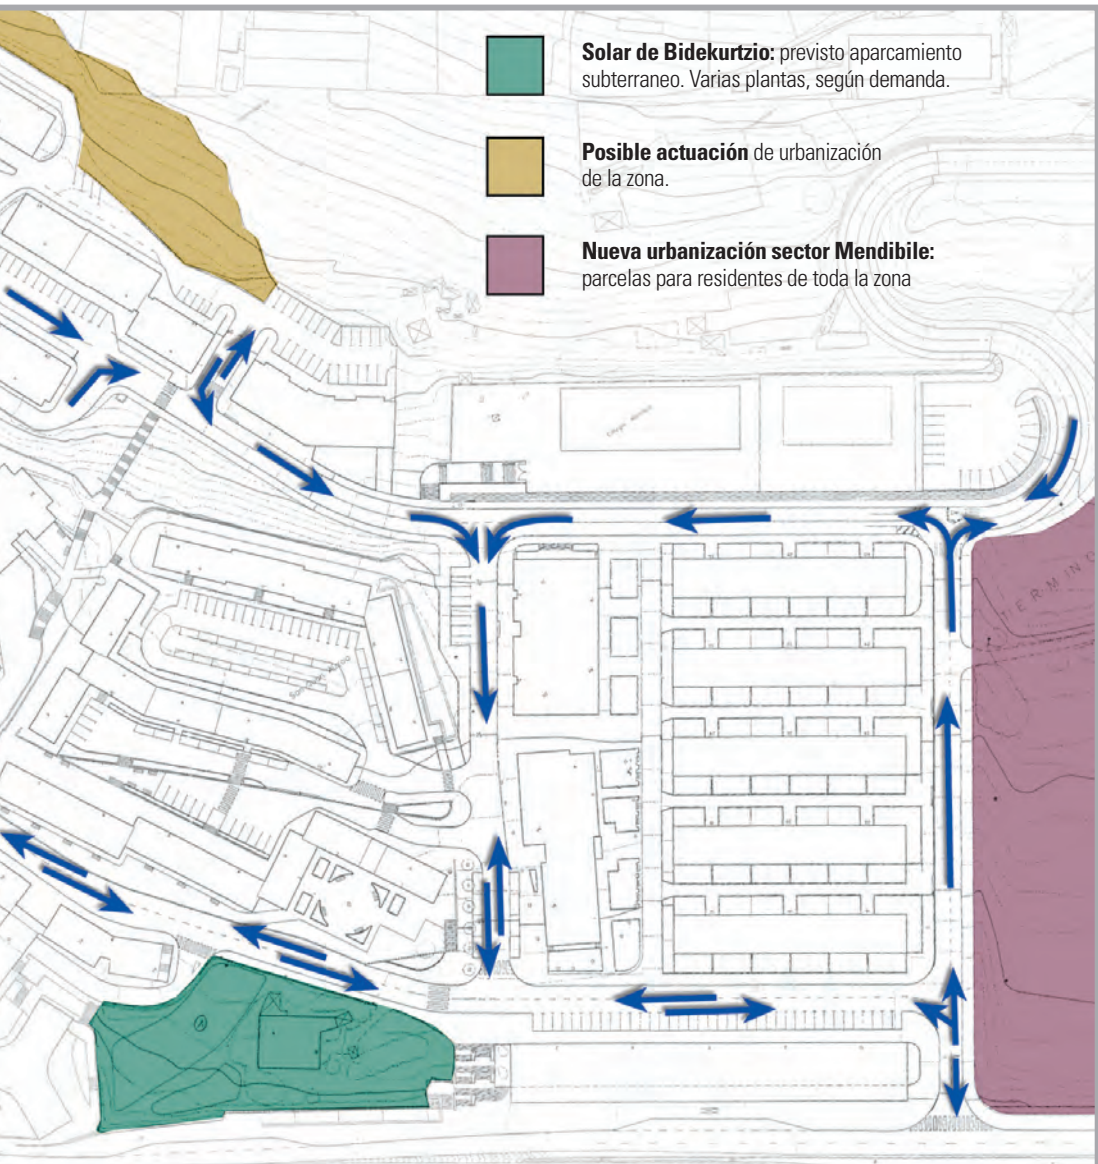 Solar de Bidekurtzio: previsto aparcamiento
subterraneo. Varias plantas, según demanda.
Posible actuación de urbanización
de la zona.
Nueva urbanización sector Mendibile:
parcelas para residentes de toda la zona
TERMINO